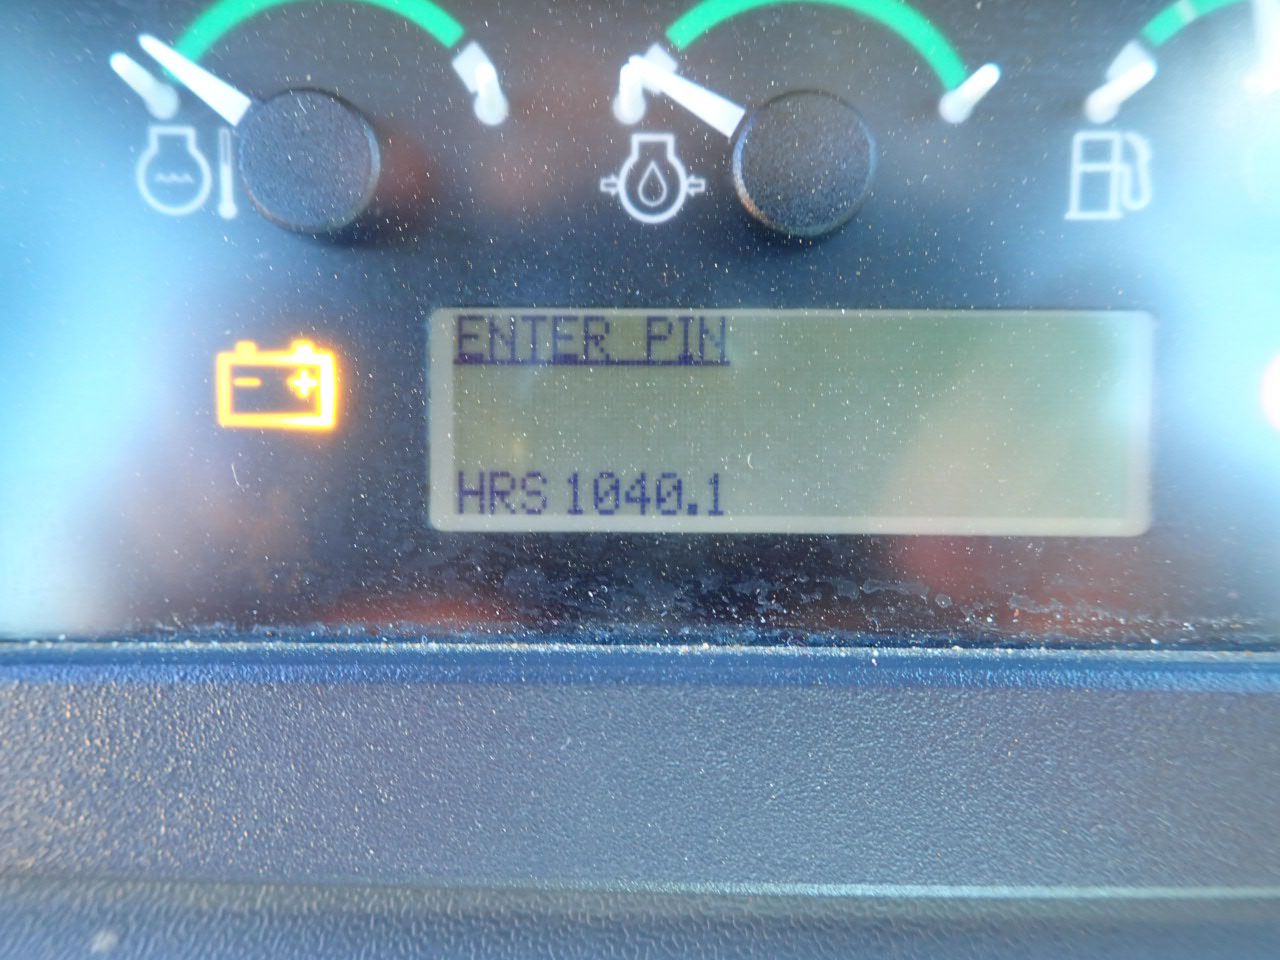 ENTER PIN
HRS 1040.1